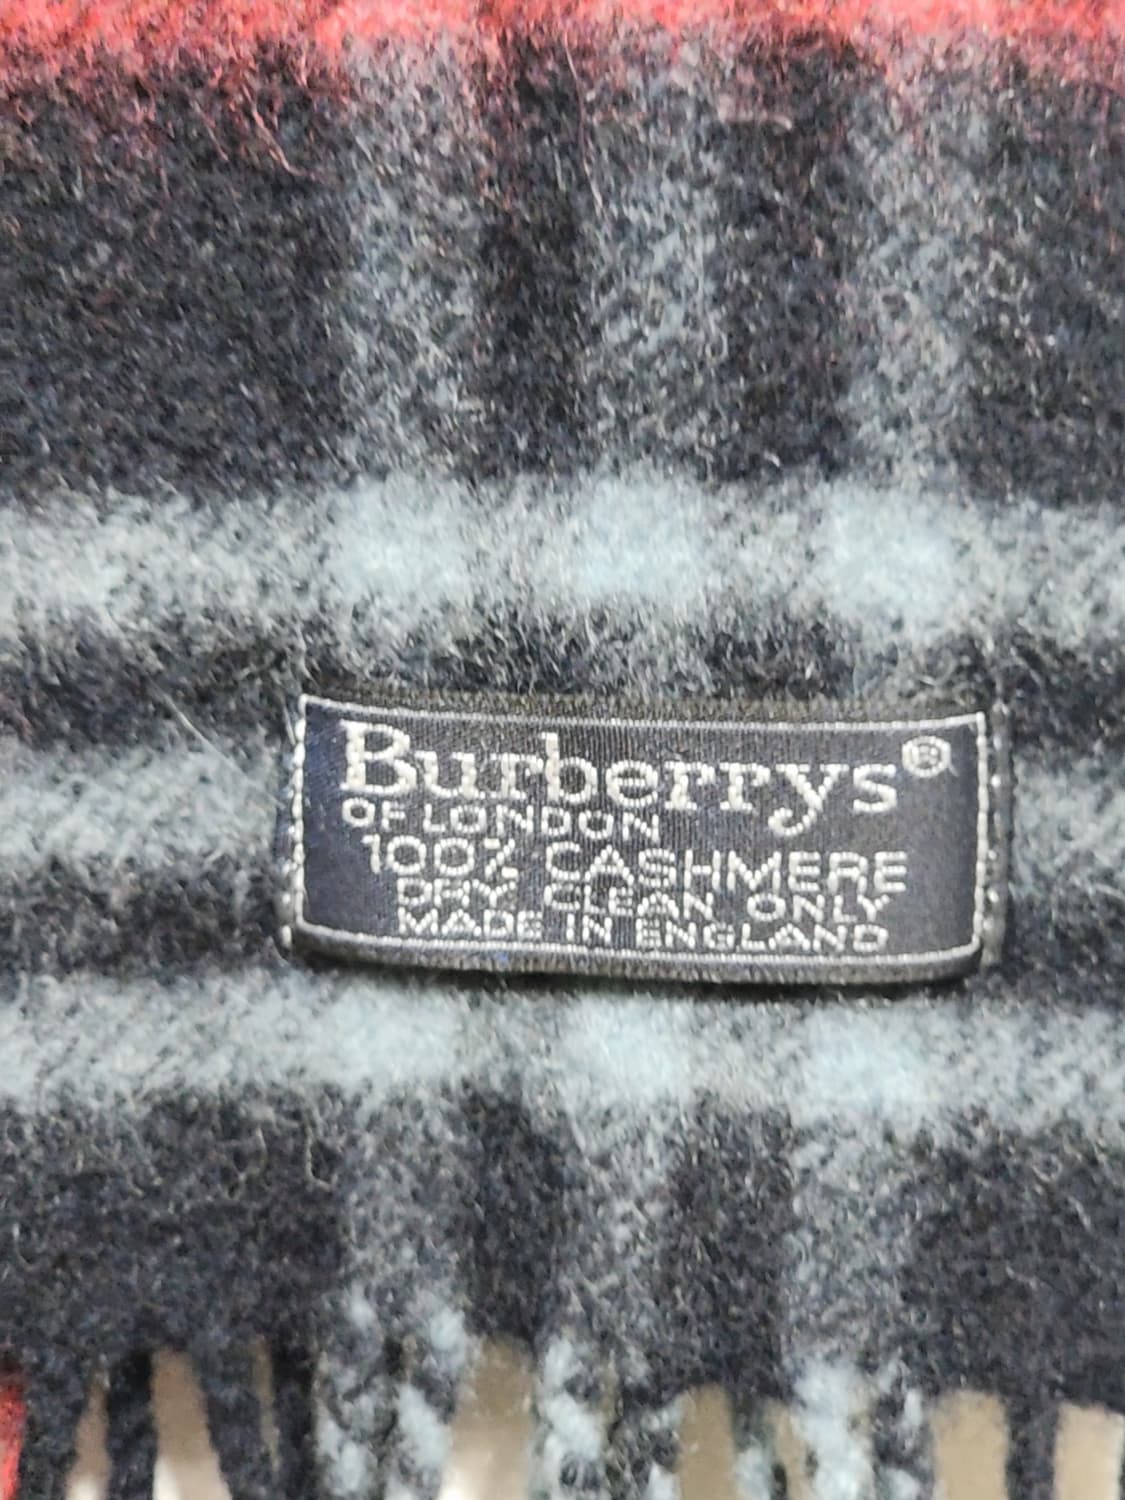 Burberrys®
OF LONDON
100% CASHMERE
DRY CLEAN ONLY
MADE IN ENGLAND